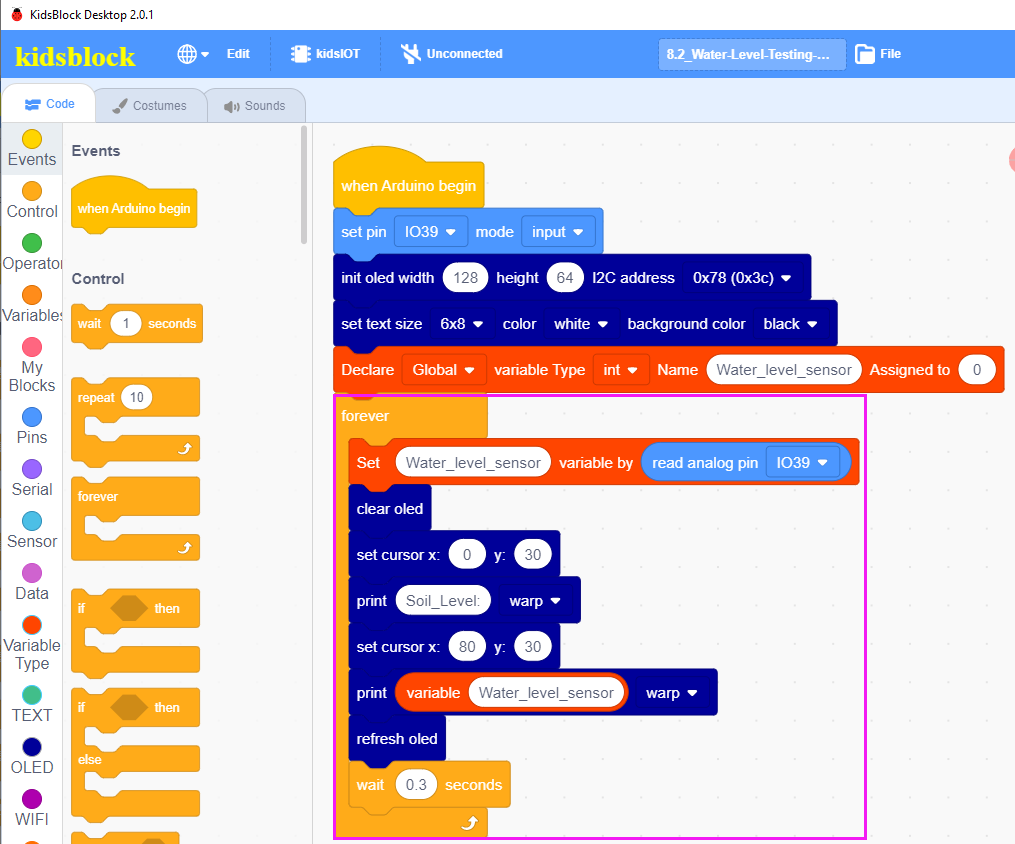 KidsBlock Desktop 2.0.1
kidsblock Edit kidsIOT Unconnected 8.2_Water-Level-Testing-... File
Code Costumes Sounds
Events
Control
Operator
Variables
My
Blocks
Pins
Serial
Sensor
Data
Variable
Type
TEXT
OLED
WIFI
Events
when Arduino begin
Control
wait 1 seconds
repeat 10
forever
if then
if then
else
when Arduino begin
set pin IO39 mode input
init oled width 128 height 64 I2C address 0x78 (0x3c)
set text size 6x8 color white background color black
Declare Global variable Type int Name Water_level_sensor Assigned to 0
forever
Set Water_level_sensor variable by read analog pin IO39
clear oled
set cursor x: 0 y: 30
print Soil_Level: warp
set cursor x: 80 y: 30
print variable Water_level_sensor warp
refresh oled
wait 0.3 seconds